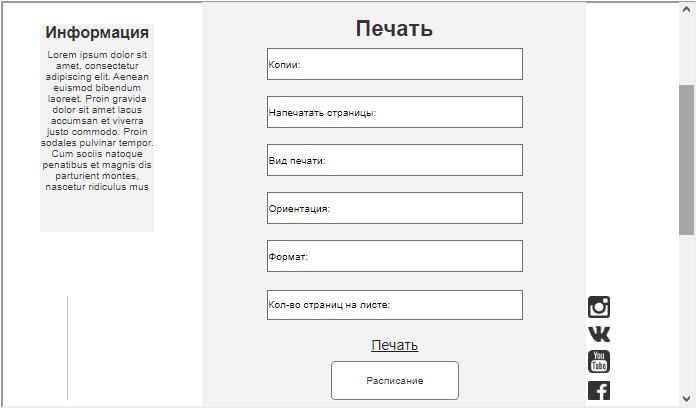 Информация
Lorem ipsum dolor sit
amet, consectetur
adipiscing elit. Aenean
euismod bibendum
laoreet. Proin gravida
dolor sit amet lacus
accumsan et viverra
justo commodo. Proin
sodales pulvinar tempor.
Cum sociis natoque
penatibus et magnis dis
parturient montes,
nascetur ridiculus mus
Печать
Копии:
Напечатать страницы:
Вид печати:
Ориентация:
Формат:
Кол-во страниц на листе:
Печать
Расписание
You
Tube